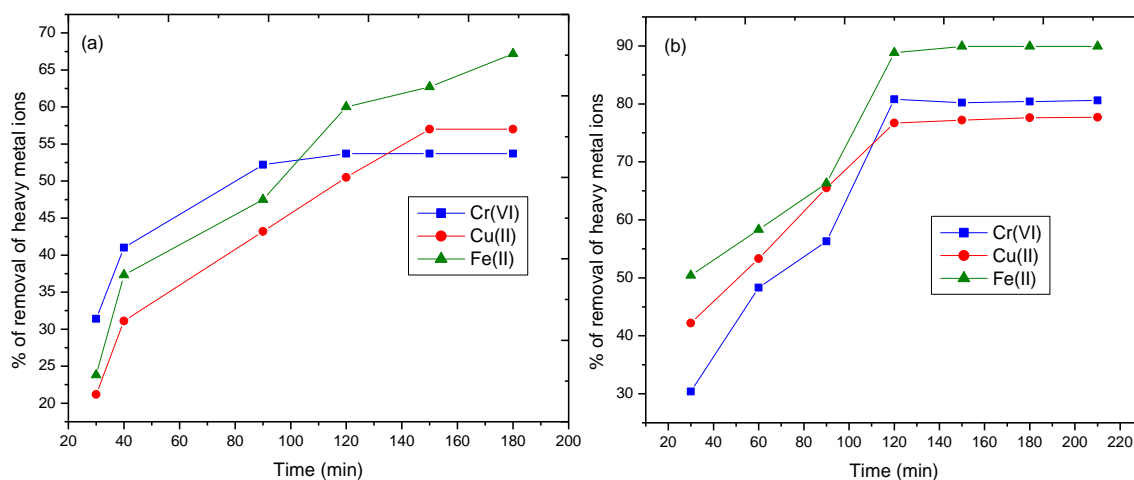 (a)
% of removal of heavy metal ions
70
65
60
55
50
45
40
35
30
25
20
Cr(VI)
Cu(II)
Fe(II)
20 40 60 80 100 120 140 160 180 200
Time (min)
(b)
% of removal of heavy metal ions
90
80
70
60
50
40
30
Cr(VI)
Cu(II)
Fe(II)
20 40 60 80 100 120 140 160 180 200 220
Time (min)